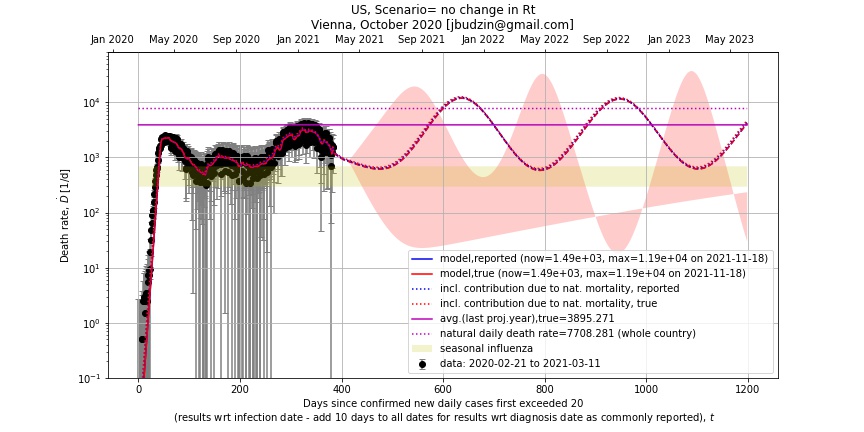 US, Scenario= no change in Rt
Vienna, October 2020 [jbudzin@gmail.com]
Jan 2020 May 2020 Sep 2020 Jan 2021 May 2021 Sep 2021 Jan 2022 May 2022 Sep 2022 Jan 2023 May 2023
Death rate, Ḋ [1/d]
10⁴
10³
10²
10¹
10⁰
10⁻¹
model,reported (now=1.49e+03, max=1.19e+04 on 2021-11-18)
model,true (now=1.49e+03, max=1.19e+04 on 2021-11-18)
incl. contribution due to nat. mortality, reported
incl. contribution due to nat. mortality, true
avg.(last proj.year),true=3895.271
natural daily death rate=7708.281 (whole country)
seasonal influenza
data: 2020-02-21 to 2021-03-11
0 200 400 600 800 1000 1200
Days since confirmed new daily cases first exceeded 20
(results wrt infection date - add 10 days to all dates for results wrt diagnosis date as commonly reported), t